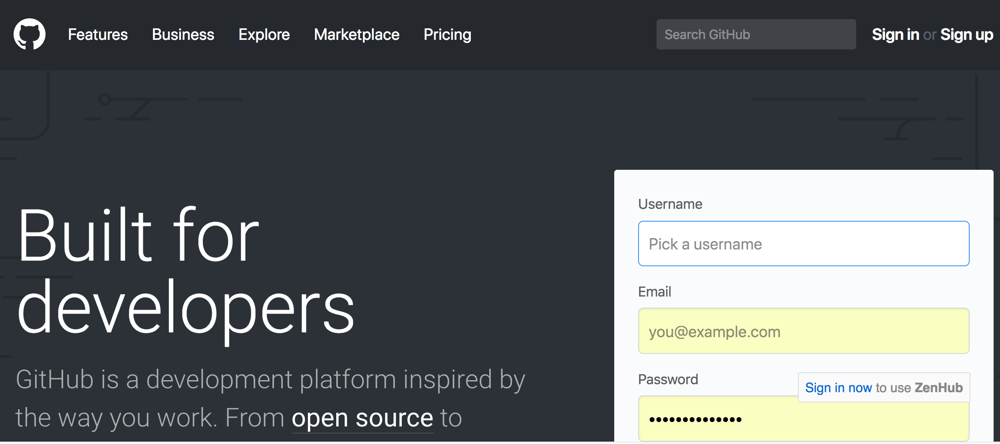 Features Business Explore Marketplace Pricing Search GitHub Sign in or Sign up
Built for
developers
GitHub is a development platform inspired by
the way you work. From open source to
Username
Pick a username
Email
you@example.com
Password
Sign in now to use ZenHub
••••••••••••••